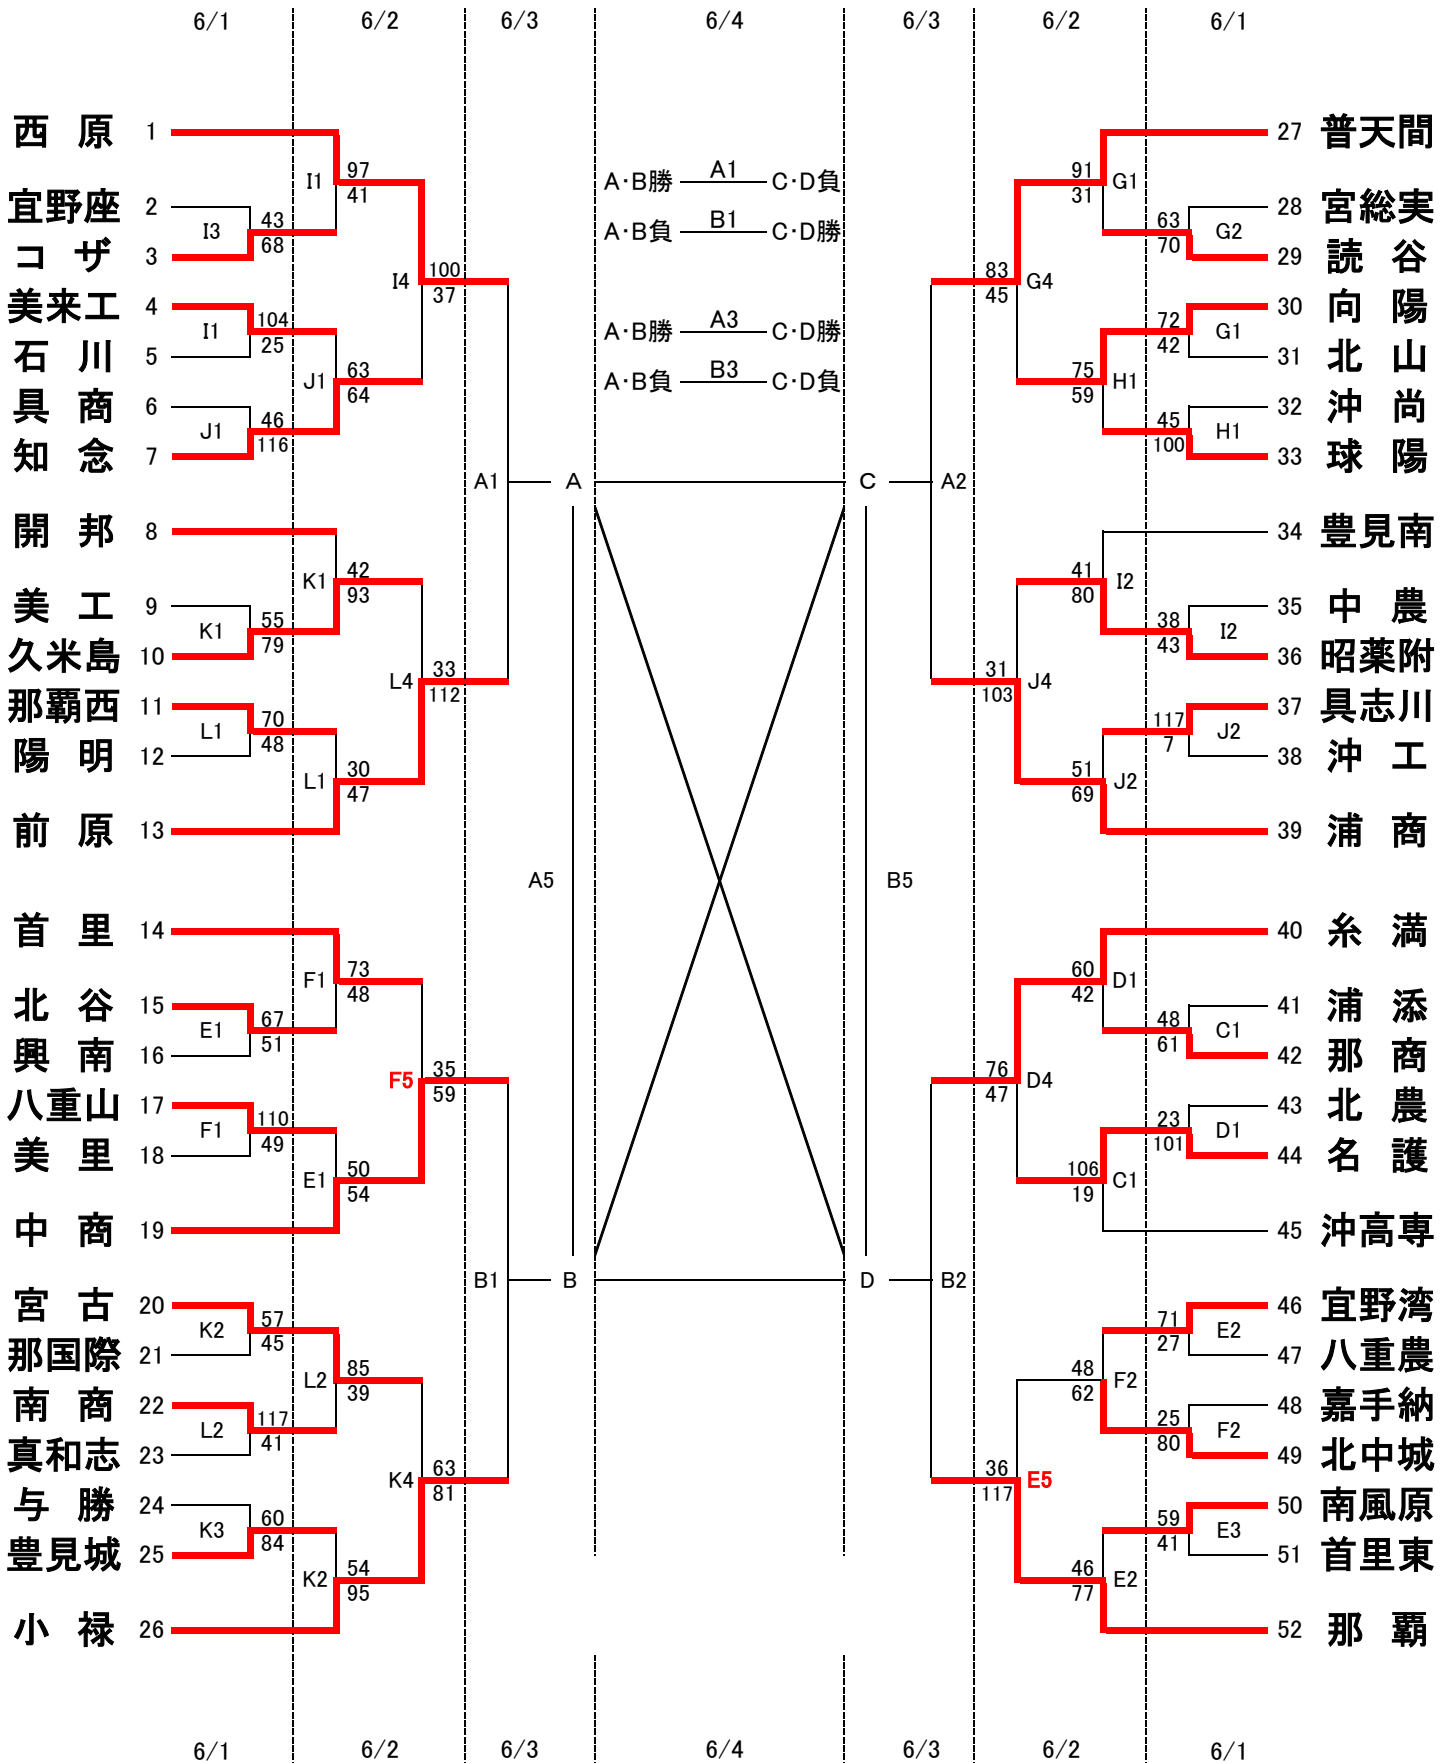 6/1 6/2 6/3 6/4 6/3 6/2 6/1
西原 1 27 普天間
97 A1 91
I1 A・B勝 C・D負 G1
41 31
宜野座 2 28 宮総実
43 B1 63
I3 A・B負 C・D勝 G2
68 70
コザ 3 29 読谷
100 83
I4 G4
37 45
美来工 4 30 向陽
104 A3 72
I1 A・B勝 C・D勝 G1
25 42
石川 5 31 北山
63 B3 75
J1 A・B負 C・D負 H1
64 59
具商 6 32 沖尚
46 45
J1 H1
116 100
知念 7 33 球陽
A1 A C A2
開邦 8 34 豊見南
42 41
K1 I2
93 80
美工 9 35 中農
55 38
K1 I2
79 43
久米島 10 36 昭薬附
33 31
L4 J4
112 103
那覇西 11 37 具志川
70 117
L1 J2
48 7
陽明 12 38 沖工
30 51
L1 J2
47 69
前原 13 39 浦商
A5 B5
首里 14 40 糸満
73 60
F1 D1
48 42
北谷 15 41 浦添
67 48
E1 C1
51 61
興南 16 42 那商
35 76
F5 D4
59 47
八重山 17 43 北農
110 23
F1 D1
49 101
美里 18 44 名護
50 106
E1 C1
54 19
中商 19 45 沖高専
B1 B D B2
宮古 20 46 宜野湾
57 71
K2 E2
45 27
那国際 21 47 八重農
85 48
L2 F2
39 62
南商 22 48 嘉手納
117 25
L2 F2
41 80
真和志 23 49 北中城
63 36
K4 E5
81 117
与勝 24 50 南風原
60 59
K3 E3
84 41
豊見城 25 51 首里東
54 46
K2 E2
95 77
小禄 26 52 那覇
6/1 6/2 6/3 6/4 6/3 6/2 6/1